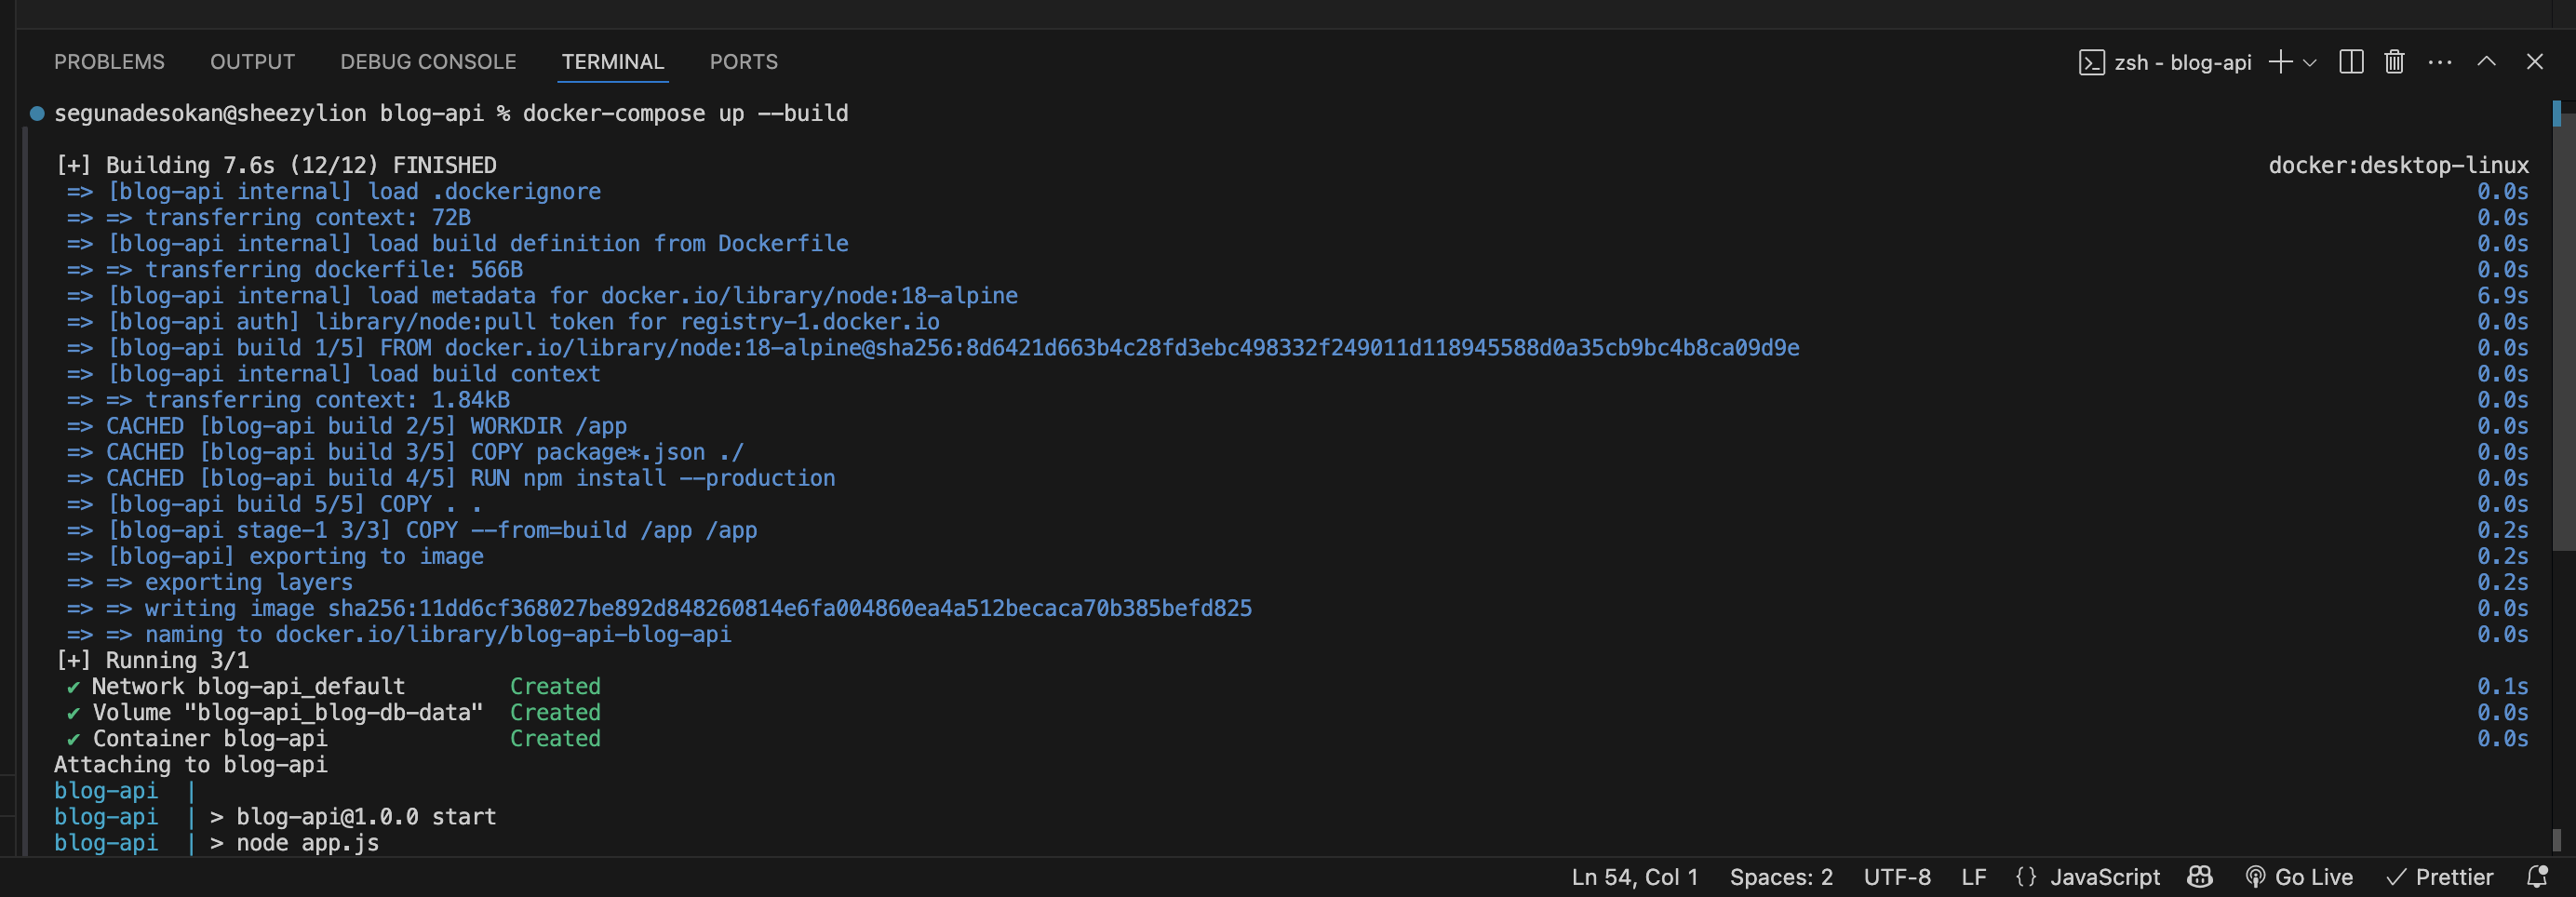 PROBLEMS OUTPUT DEBUG CONSOLE TERMINAL PORTS zsh - blog-api
segunadesokan@sheezylion blog-api % docker-compose up --build
[+] Building 7.6s (12/12) FINISHED docker:desktop-linux
=> [blog-api internal] load .dockerignore 0.0s
=> => transferring context: 72B 0.0s
=> [blog-api internal] load build definition from Dockerfile 0.0s
=> => transferring dockerfile: 566B 0.0s
=> [blog-api internal] load metadata for docker.io/library/node:18-alpine 6.9s
=> [blog-api auth] library/node:pull token for registry-1.docker.io 0.0s
=> [blog-api build 1/5] FROM docker.io/library/node:18-alpine@sha256:8d6421d663b4c28fd3ebc498332f249011d118945588d0a35cb9bc4b8ca09d9e 0.0s
=> [blog-api internal] load build context 0.0s
=> => transferring context: 1.84kB 0.0s
=> CACHED [blog-api build 2/5] WORKDIR /app 0.0s
=> CACHED [blog-api build 3/5] COPY package*.json ./ 0.0s
=> CACHED [blog-api build 4/5] RUN npm install --production 0.0s
=> [blog-api build 5/5] COPY . . 0.0s
=> [blog-api stage-1 3/3] COPY --from=build /app /app 0.2s
=> [blog-api] exporting to image 0.2s
=> => exporting layers 0.2s
=> => writing image sha256:11dd6cf368027be892d848260814e6fa004860ea4a512becaca70b385befd825 0.0s
=> => naming to docker.io/library/blog-api-blog-api 0.0s
[+] Running 3/1
✔ Network blog-api_default Created 0.1s
✔ Volume "blog-api_blog-db-data" Created 0.0s
✔ Container blog-api Created 0.0s
Attaching to blog-api
blog-api |
blog-api | > blog-api@1.0.0 start
blog-api | > node app.js
Ln 54, Col 1 Spaces: 2 UTF-8 LF {} JavaScript Go Live ✓ Prettier